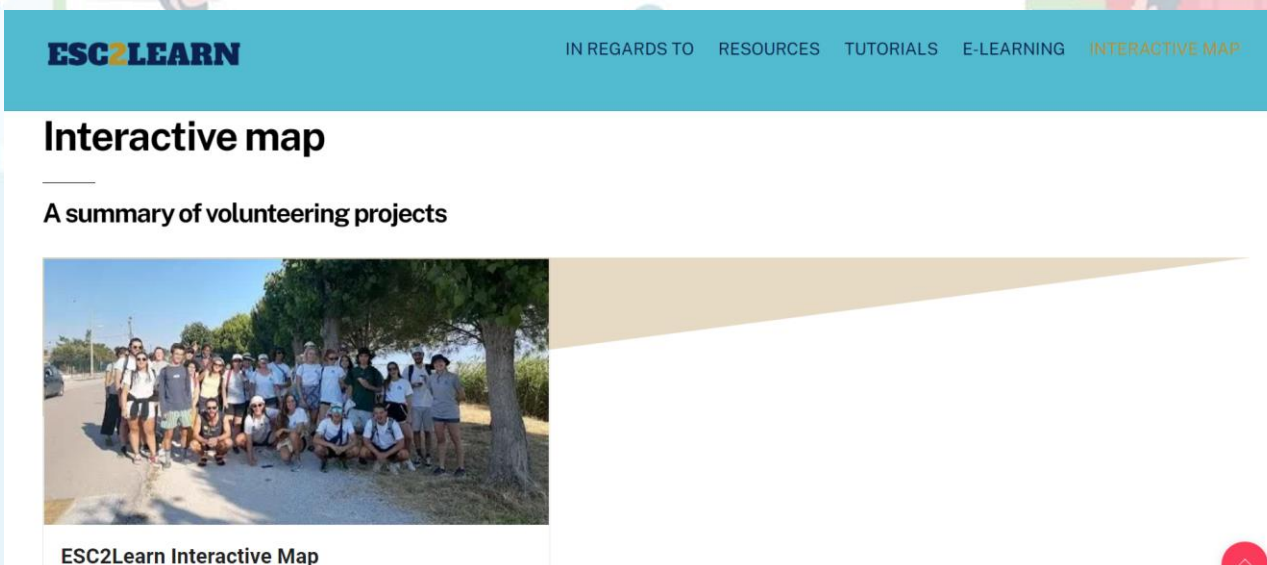 ESC2LEARN
IN REGARDS TO RESOURCES TUTORIALS E-LEARNING INTERACTIVE MAP
Interactive map
A summary of volunteering projects
ESC2Learn Interactive Map